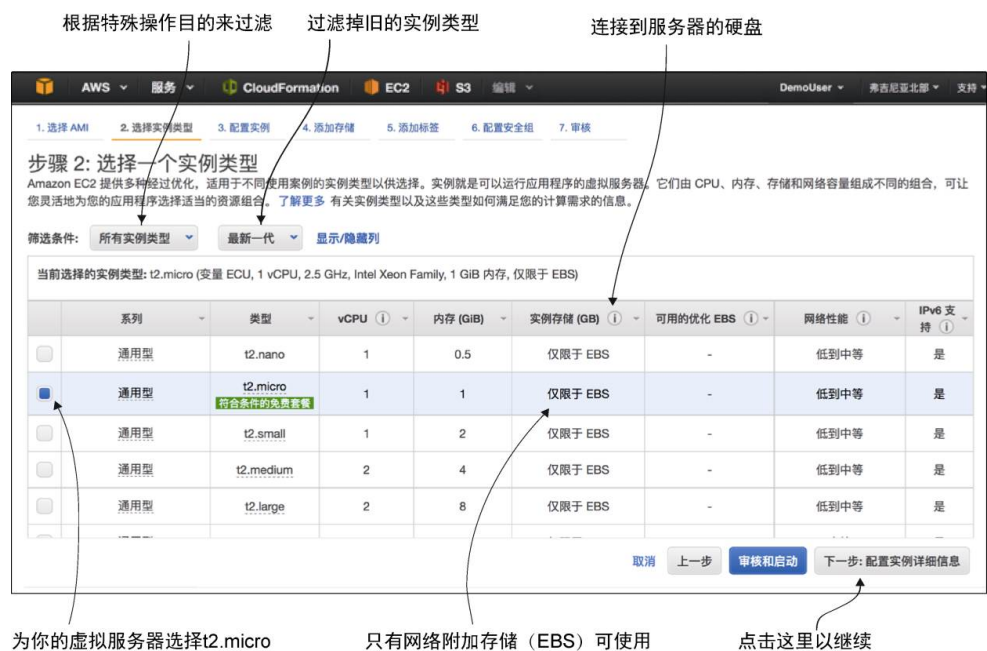 根据特殊操作目的来过滤
过滤掉旧的实例类型
连接到服务器的硬盘
AWS 服务 CloudFormation EC2 S3 编辑 DemoUser 弗吉尼亚北部 支持
1. 选择 AMI 2. 选择实例类型 3. 配置实例 4. 添加存储 5. 添加标签 6. 配置安全组 7. 审核
步骤 2: 选择一个实例类型
Amazon EC2 提供多种经过优化，适用于不同使用案例的实例类型以供选择。实例就是可以运行应用程序的虚拟服务器。它们由 CPU、内存、存储和网络容量组成不同的组合，可让
您灵活地为您的应用程序选择适当的资源组合。了解更多 有关实例类型以及这些类型如何满足您的计算需求的信息。
筛选条件: 所有实例类型 最新一代 显示/隐藏列
当前选择的实例类型: t2.micro (变量 ECU, 1 vCPU, 2.5 GHz, Intel Xeon Family, 1 GiB 内存, 仅限于 EBS)
系列 类型 vCPU 内存 (GiB) 实例存储 (GB) 可用的优化 EBS 网络性能 IPv6 支持
通用型 t2.nano 1 0.5 仅限于 EBS - 低到中等 是
通用型 t2.micro 1 1 仅限于 EBS - 低到中等 是
符合条件的免费套餐
通用型 t2.small 1 2 仅限于 EBS - 低到中等 是
通用型 t2.medium 2 4 仅限于 EBS - 低到中等 是
通用型 t2.large 2 8 仅限于 EBS - 低到中等 是
取消 上一步 审核和启动 下一步: 配置实例详细信息
为你的虚拟服务器选择t2.micro
只有网络附加存储（EBS）可使用
点击这里以继续